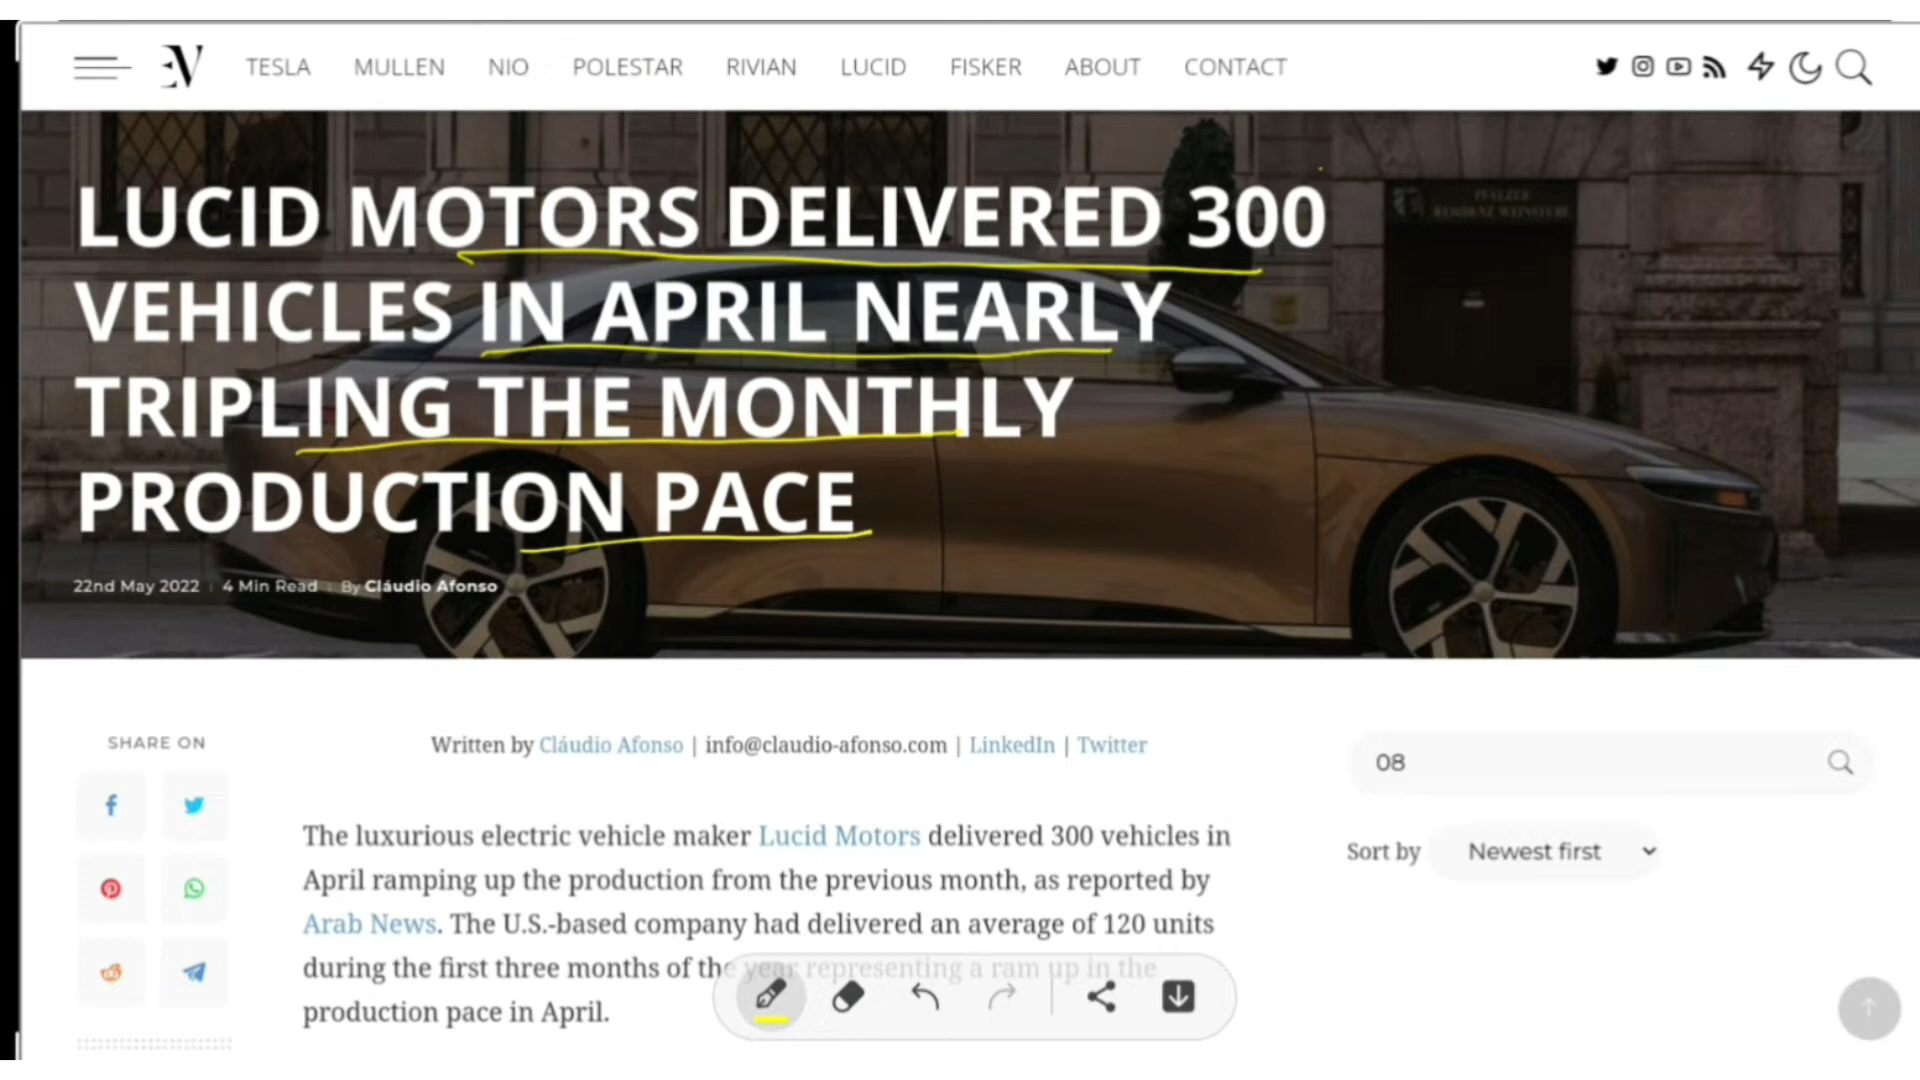 EV TESLA MULLEN NIO POLESTAR RIVIAN LUCID FISKER ABOUT CONTACT
LUCID MOTORS DELIVERED 300
VEHICLES IN APRIL NEARLY
TRIPLING THE MONTHLY
PRODUCTION PACE
22nd May 2022 4 Min Read By Cláudio Afonso
SHARE ON
Written by Cláudio Afonso | info@claudio-afonso.com | LinkedIn | Twitter
The luxurious electric vehicle maker Lucid Motors delivered 300 vehicles in
April ramping up the production from the previous month, as reported by
Arab News. The U.S.-based company had delivered an average of 120 units
during the first three months of the year representing a ram up in the
production pace in April.
08
Sort by Newest first